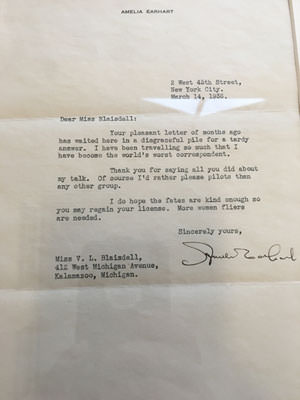 AMELIA EARHART
2 West 45th Street,
New York City.
March 14, 1935.
Dear Miss Blaisdell:
Your pleasant letter of months ago
has waited here in a disgraceful pile for a tardy
answer. I have been travelling so much that I
have become the world's worst correspondent.
Thank you for saying all you did about
my talk. Of course I'd rather please pilots than
any other group.
I do hope the fates are kind enough so
you may regain your license. More women fliers
are needed.
Sincerely yours,
Amelia Earhart
Miss V. L. Blaisdell,
412 West Michigan Avenue,
Kalamazoo, Michigan.